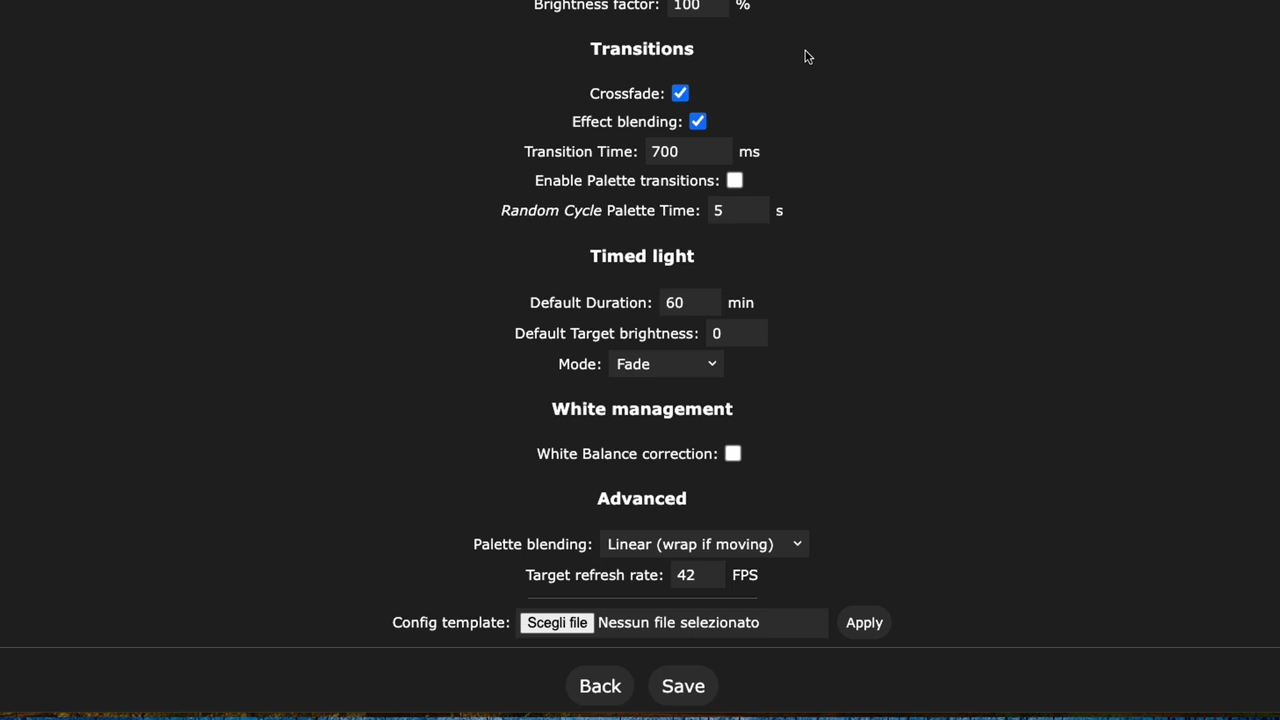 Brightness factor: 100 %
Transitions
Crossfade:
Effect blending:
Transition Time: 700 ms
Enable Palette transitions:
Random Cycle Palette Time: 5 s
Timed light
Default Duration: 60 min
Default Target brightness: 0
Mode: Fade
White management
White Balance correction:
Advanced
Palette blending: Linear (wrap if moving)
Target refresh rate: 42 FPS
Config template: Scegli file Nessun file selezionato Apply
Back Save